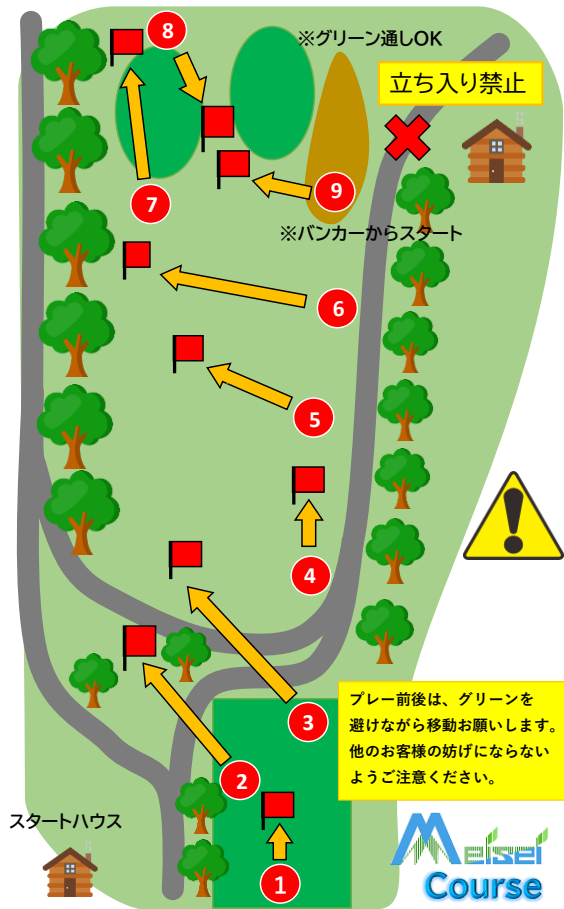 8
※グリーン通しOK
立ち入り禁止
7
9
※バンカーからスタート
6
5
4
3
プレー前後は、グリーンを
避けながら移動お願いします。
他のお客様の妨げにならない
ようご注意ください。
2
スタートハウス
1
Meisei
Course